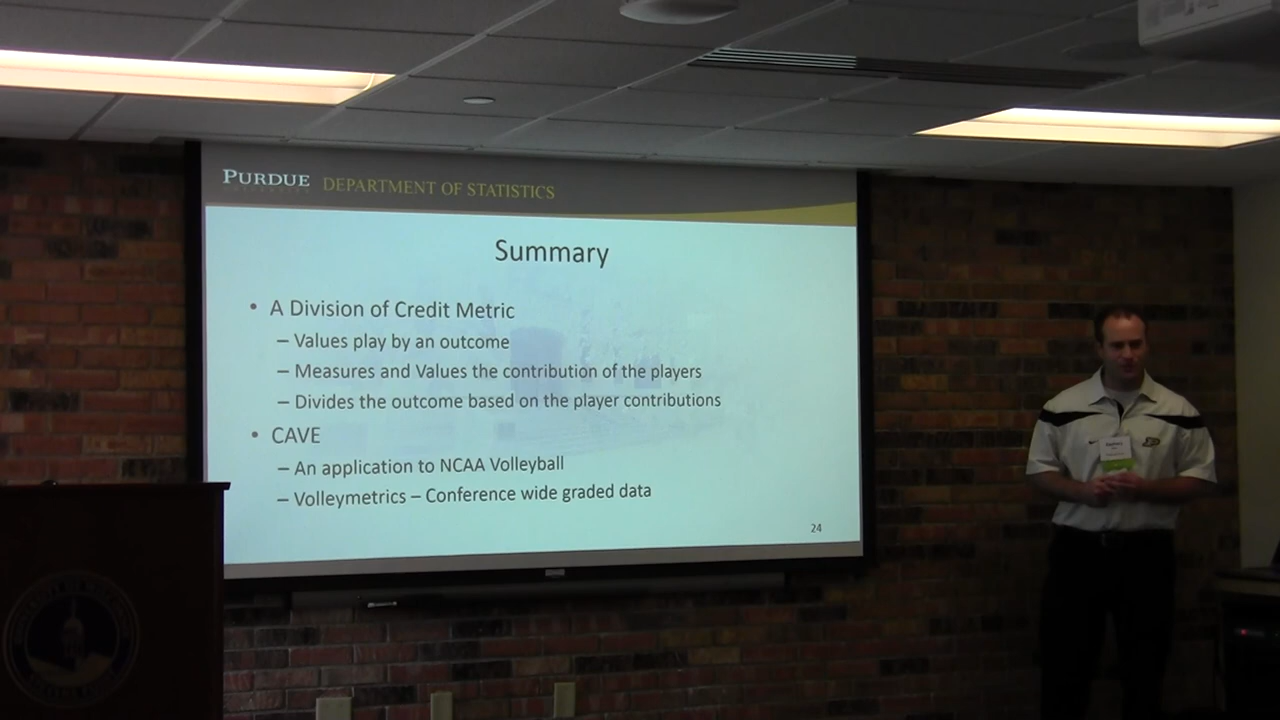 PURDUE DEPARTMENT OF STATISTICS
Summary
• A Division of Credit Metric
– Values play by an outcome
– Measures and Values the contribution of the players
– Divides the outcome based on the player contributions
• CAVE
– An application to NCAA Volleyball
– Volleymetrics – Conference wide graded data
24